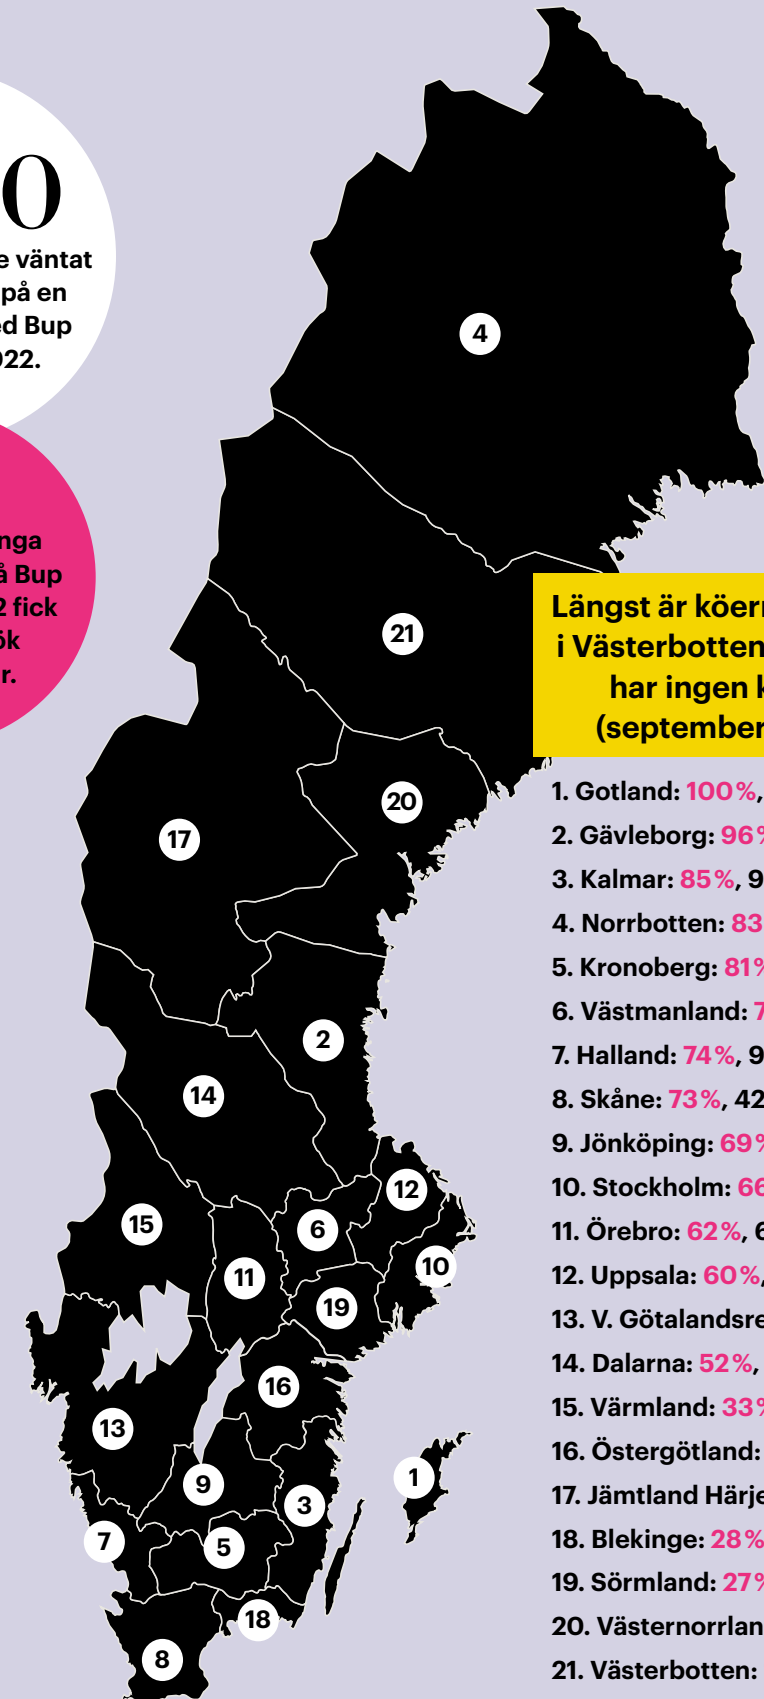 0
e väntat
på en
d Bup
022.
nga
å Bup
2 fick
ök
r.
Längst är köerr
i Västerbotten
har ingen k
(september
1. Gotland: 100%,
2. Gävleborg: 96%
3. Kalmar: 85%, 9
4. Norrbotten: 83
5. Kronoberg: 81%
6. Västmanland: 7
7. Halland: 74%, 9
8. Skåne: 73%, 42
9. Jönköping: 69%
10. Stockholm: 66
11. Örebro: 62%, 6
12. Uppsala: 60%,
13. V. Götalandsre
14. Dalarna: 52%,
15. Värmland: 33%
16. Östergötland:
17. Jämtland Härje
18. Blekinge: 28%
19. Sörmland: 27%
20. Västernorrlan
21. Västerbotten:
4
21
20
17
2
14
12
15
6
10
11
19
16
13
1
9
3
7
5
18
8